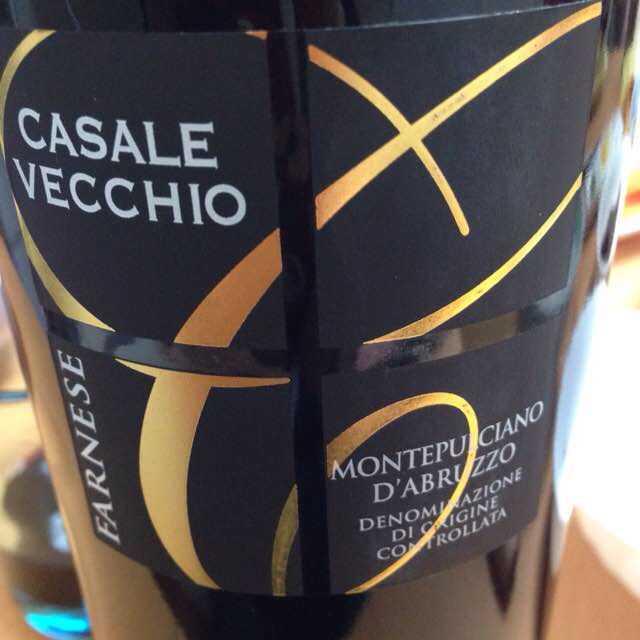 CASALE
VECCHIO
FARNESE
MONTEPULCIANO
D'ABRUZZO
DENOMINAZIONE
DI ORIGINE
CONTROLLATA